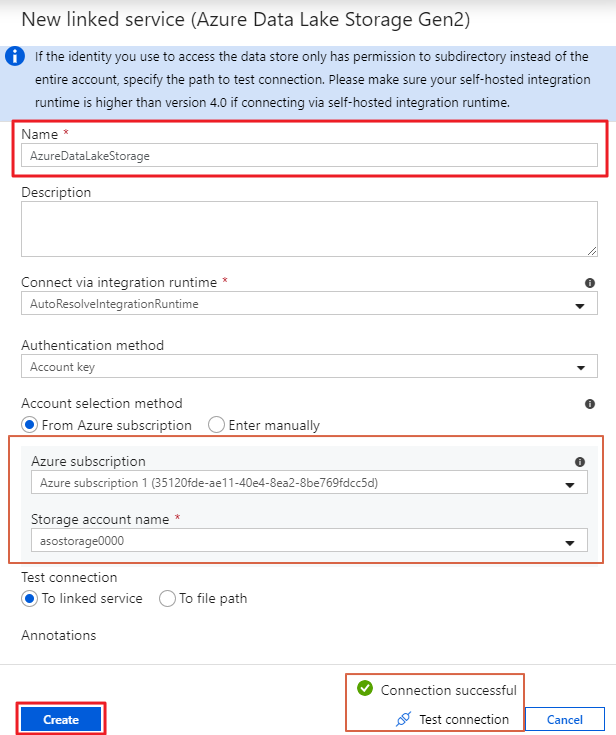 New linked service (Azure Data Lake Storage Gen2)
If the identity you use to access the data store only has permission to subdirectory instead of the
entire account, specify the path to test connection. Please make sure your self-hosted integration
runtime is higher than version 4.0 if connecting via self-hosted integration runtime.
Name *
AzureDataLakeStorage
Description
Connect via integration runtime *
AutoResolveIntegrationRuntime
Authentication method
Account key
Account selection method
From Azure subscription Enter manually
Azure subscription
Azure subscription 1 (35120fde-ae11-40e4-8ea2-8be769fdcc5d)
Storage account name *
asostorage0000
Test connection
To linked service To file path
Annotations
Connection successful
Create Test connection Cancel